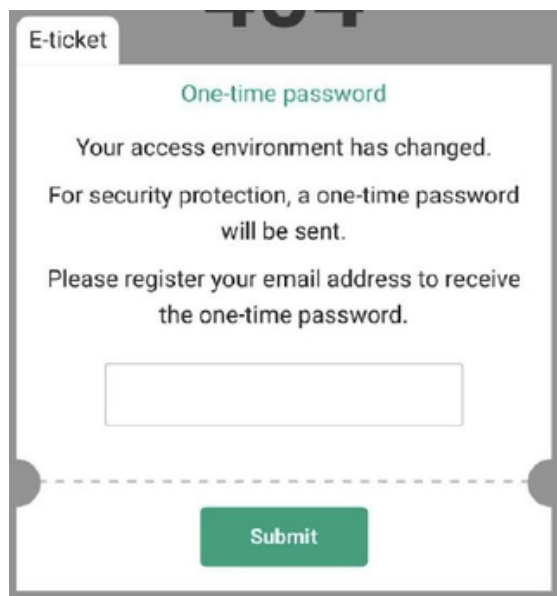 404
E-ticket
One-time password
Your access environment has changed.
For security protection, a one-time password
will be sent.
Please register your email address to receive
the one-time password.
Submit